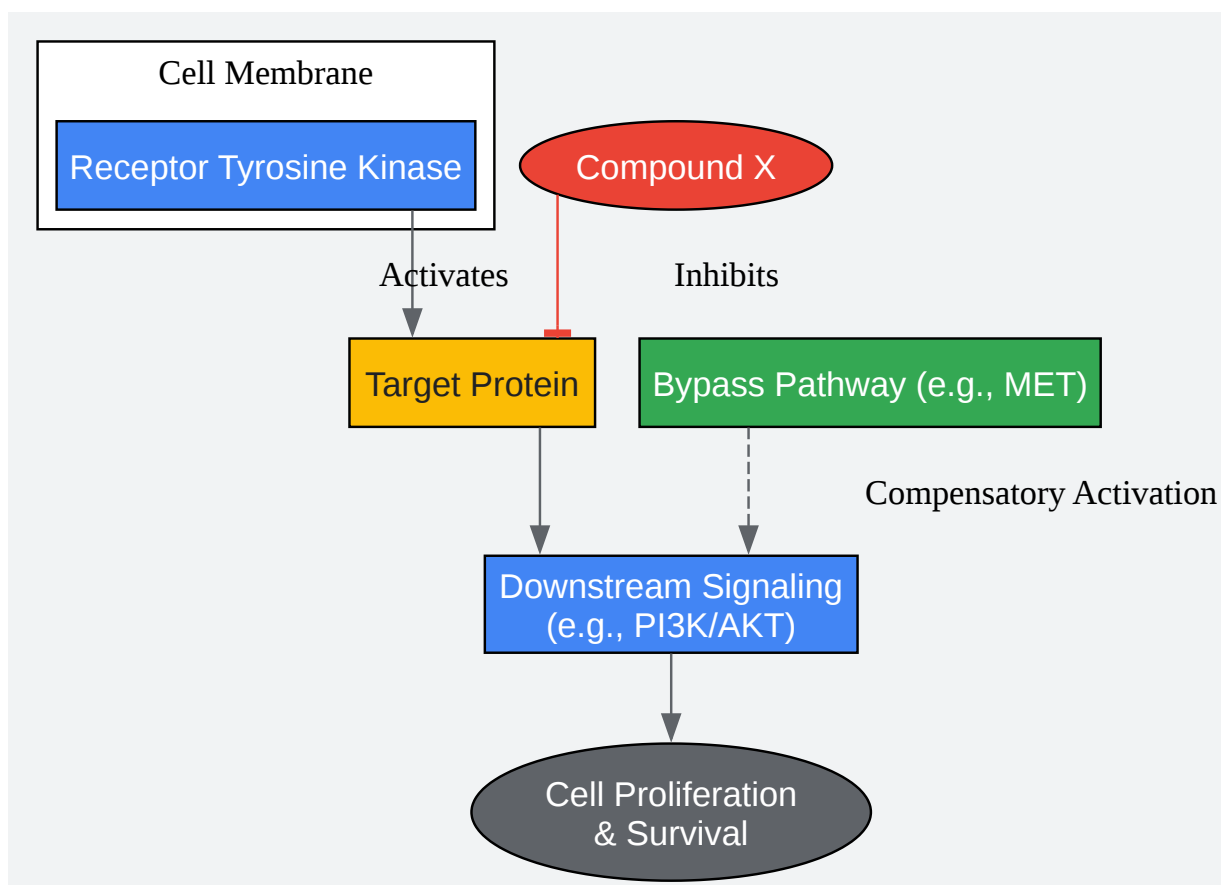 Cell Membrane
Receptor Tyrosine Kinase
Compound X
Activates
Inhibits
Target Protein
Bypass Pathway (e.g., MET)
Compensatory Activation
Downstream Signaling
(e.g., PI3K/AKT)
Cell Proliferation
& Survival